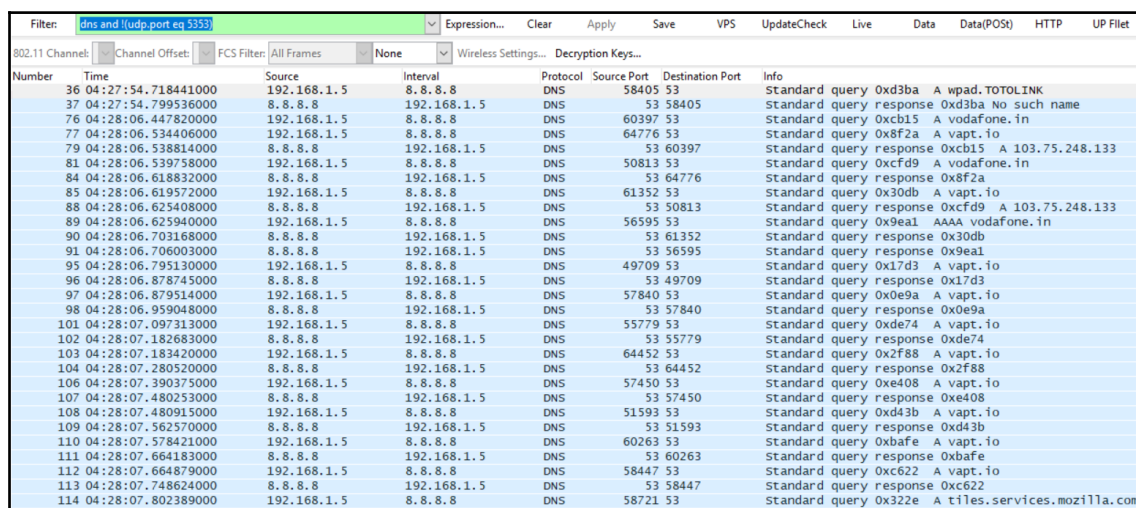 Filter: dns and !(udp.port eq 5353) Expression... Clear Apply Save VPS UpdateCheck Live Data Data(POSt) HTTP UP FIlet
802.11 Channel: Channel Offset: FCS Filter: All Frames None Wireless Settings... Decryption Keys...
Number Time Source Interval Protocol Source Port Destination Port Info
36 04:27:54.718441000 192.168.1.5 8.8.8.8 DNS 58405 53 Standard query 0xd3ba A wpad.TOTOLINK
37 04:27:54.799536000 8.8.8.8 192.168.1.5 DNS 53 58405 Standard query response 0xd3ba No such name
76 04:28:06.447820000 192.168.1.5 8.8.8.8 DNS 60397 53 Standard query 0xcb15 A vodafone.in
77 04:28:06.534406000 192.168.1.5 8.8.8.8 DNS 64776 53 Standard query 0x8f2a A vapt.io
79 04:28:06.538814000 8.8.8.8 192.168.1.5 DNS 53 60397 Standard query response 0xcb15 A 103.75.248.133
81 04:28:06.539758000 192.168.1.5 8.8.8.8 DNS 50813 53 Standard query 0xcfd9 A vodafone.in
84 04:28:06.618832000 8.8.8.8 192.168.1.5 DNS 53 64776 Standard query response 0x8f2a
85 04:28:06.619572000 192.168.1.5 8.8.8.8 DNS 61352 53 Standard query 0x30db A vapt.io
88 04:28:06.625408000 8.8.8.8 192.168.1.5 DNS 53 50813 Standard query response 0xcfd9 A 103.75.248.133
89 04:28:06.625940000 192.168.1.5 8.8.8.8 DNS 56595 53 Standard query 0x9ea1 AAAA vodafone.in
90 04:28:06.703168000 8.8.8.8 192.168.1.5 DNS 53 61352 Standard query response 0x30db
91 04:28:06.706003000 8.8.8.8 192.168.1.5 DNS 53 56595 Standard query response 0x9ea1
95 04:28:06.795130000 192.168.1.5 8.8.8.8 DNS 49709 53 Standard query 0x17d3 A vapt.io
96 04:28:06.878745000 8.8.8.8 192.168.1.5 DNS 53 49709 Standard query response 0x17d3
97 04:28:06.879514000 192.168.1.5 8.8.8.8 DNS 57840 53 Standard query 0x0e9a A vapt.io
98 04:28:06.959048000 8.8.8.8 192.168.1.5 DNS 53 57840 Standard query response 0x0e9a
101 04:28:07.097313000 192.168.1.5 8.8.8.8 DNS 55779 53 Standard query 0xde74 A vapt.io
102 04:28:07.182683000 8.8.8.8 192.168.1.5 DNS 53 55779 Standard query response 0xde74
103 04:28:07.183420000 192.168.1.5 8.8.8.8 DNS 64452 53 Standard query 0x2f88 A vapt.io
104 04:28:07.280520000 8.8.8.8 192.168.1.5 DNS 53 64452 Standard query response 0x2f88
106 04:28:07.390375000 192.168.1.5 8.8.8.8 DNS 57450 53 Standard query 0xe408 A vapt.io
107 04:28:07.480253000 8.8.8.8 192.168.1.5 DNS 53 57450 Standard query response 0xe408
108 04:28:07.480915000 192.168.1.5 8.8.8.8 DNS 51593 53 Standard query 0xd43b A vapt.io
109 04:28:07.562570000 8.8.8.8 192.168.1.5 DNS 53 51593 Standard query response 0xd43b
110 04:28:07.578421000 192.168.1.5 8.8.8.8 DNS 60263 53 Standard query 0xbafe A vapt.io
111 04:28:07.664183000 8.8.8.8 192.168.1.5 DNS 53 60263 Standard query response 0xbafe
112 04:28:07.664879000 192.168.1.5 8.8.8.8 DNS 58447 53 Standard query 0xc622 A vapt.io
113 04:28:07.748624000 8.8.8.8 192.168.1.5 DNS 53 58447 Standard query response 0xc622
114 04:28:07.802389000 192.168.1.5 8.8.8.8 DNS 58721 53 Standard query 0x322e A tiles.services.mozilla.com